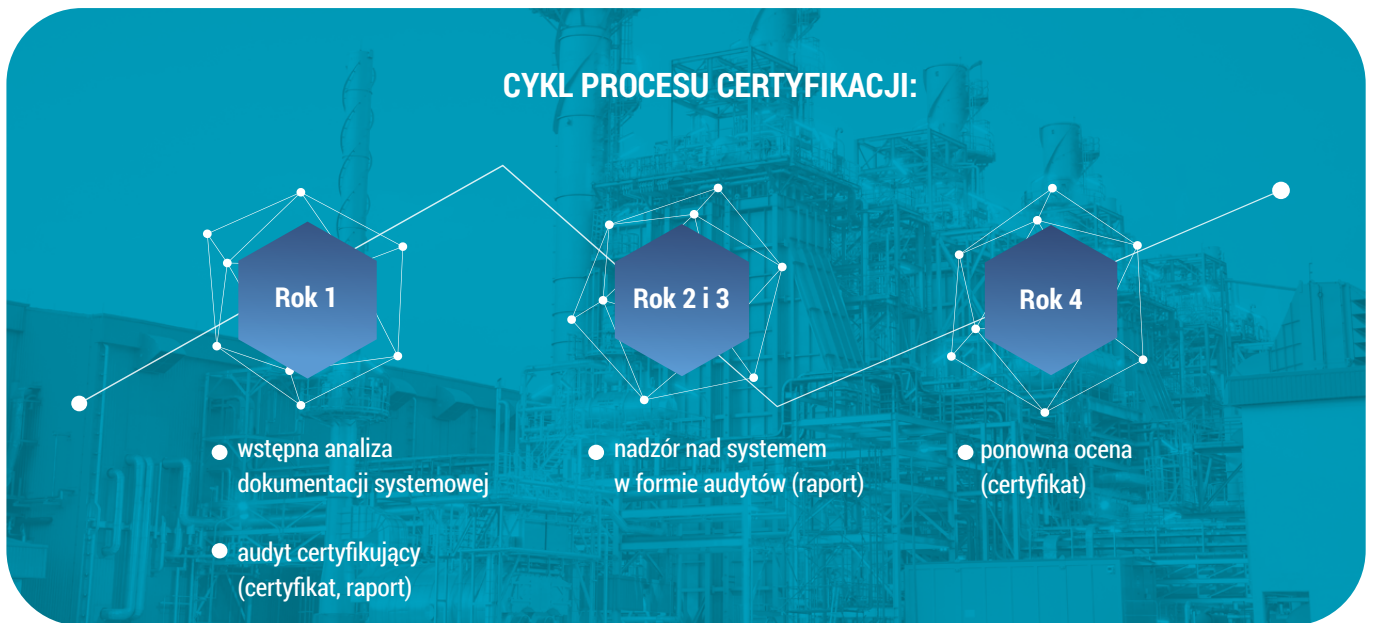 CYKL PROCESU CERTYFIKACJI:
Rok 1
Rok 2 i 3
Rok 4
wstępna analiza
dokumentacji systemowej
audyt certyfikujący
(certyfikat, raport)
nadzór nad systemem
w formie audytów (raport)
ponowna ocena
(certyfikat)